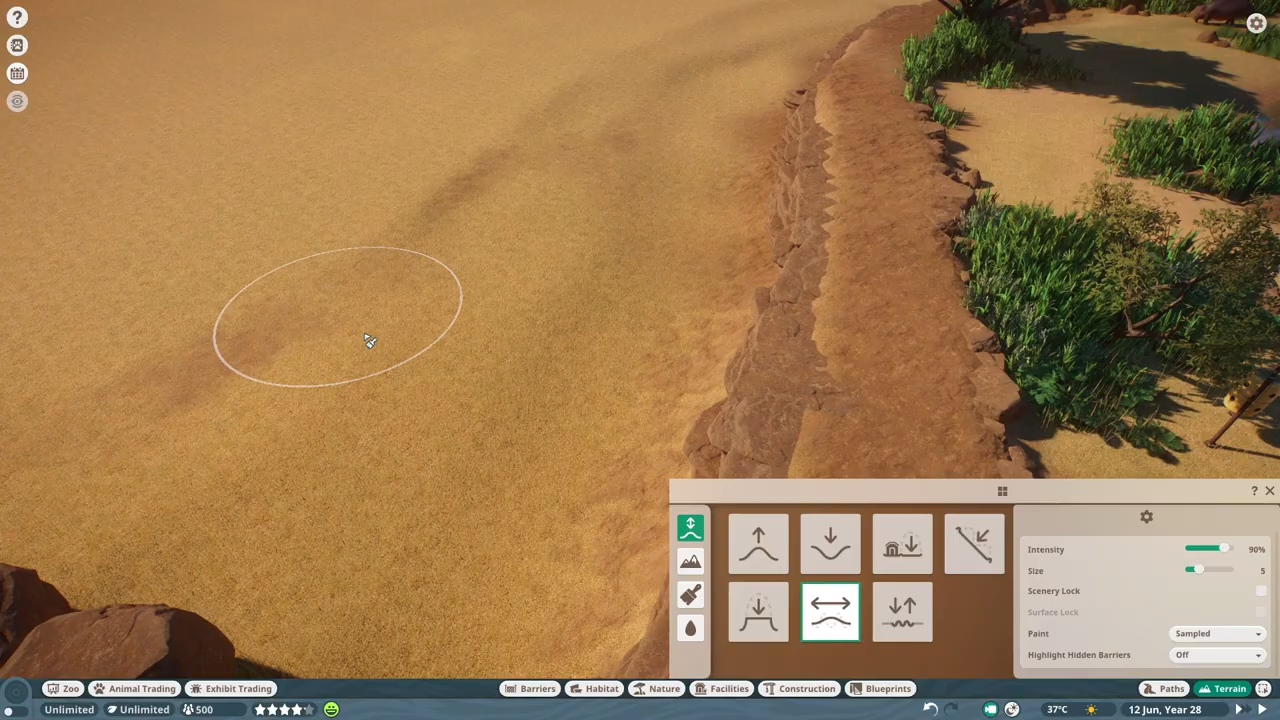 ?
? ×
Intensity 90%
Size 5
Scenery Lock
Surface Lock
Paint Sampled
Highlight Hidden Barriers Off
Zoo Animal Trading Exhibit Trading Barriers Habitat Nature Facilities Construction Blueprints Paths Terrain
Unlimited Unlimited 500 37°C 12 Jun, Year 28